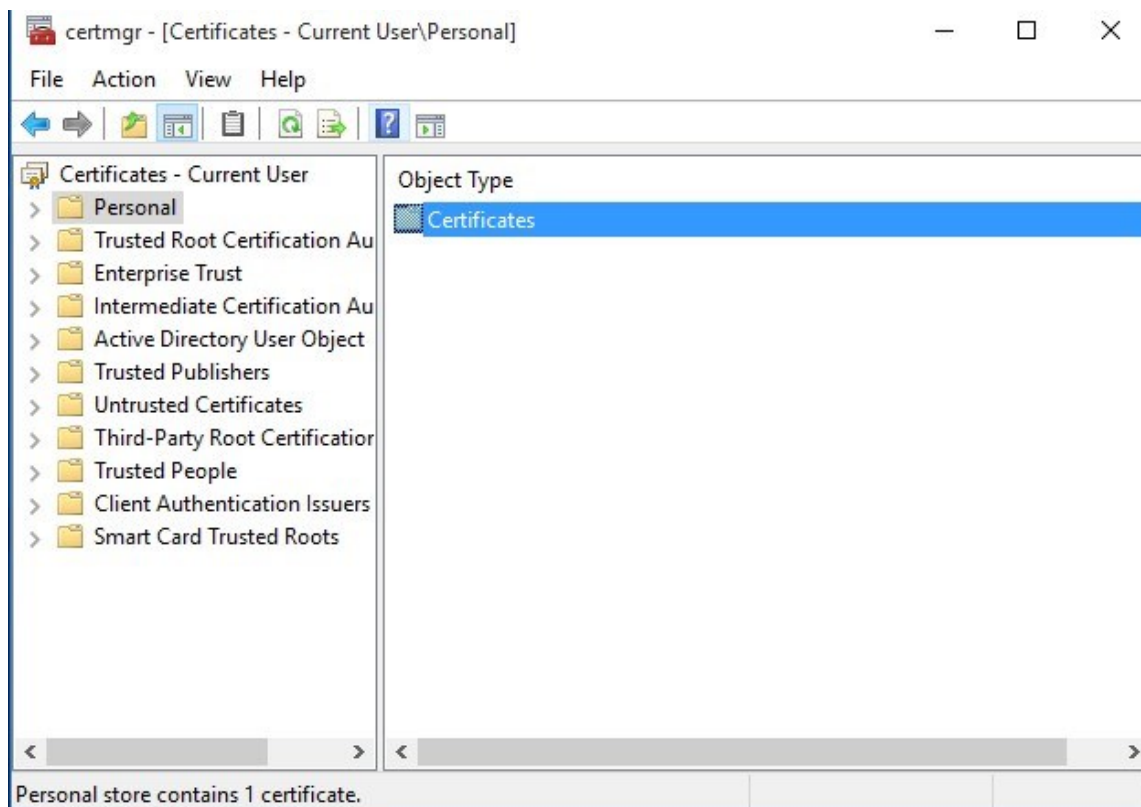 certmgr - [Certificates - Current User\Personal]
File Action View Help
Certificates - Current User
Personal
Trusted Root Certification Au
Enterprise Trust
Intermediate Certification Au
Active Directory User Object
Trusted Publishers
Untrusted Certificates
Third-Party Root Certification
Trusted People
Client Authentication Issuers
Smart Card Trusted Roots
Object Type
Certificates
Personal store contains 1 certificate.